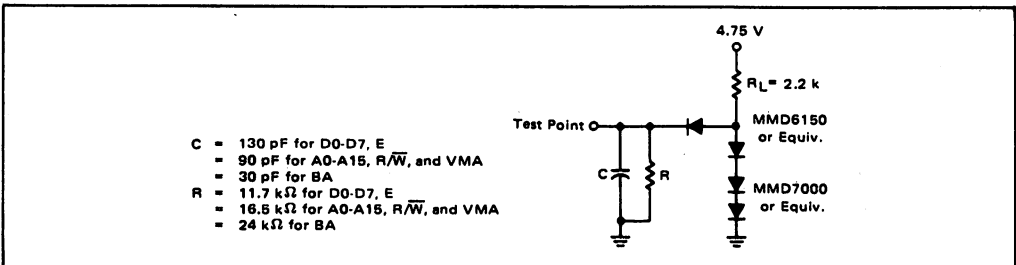 4.75 V
R_L= 2.2 k
Test Point
MMD6150
or Equiv.
C = 130 pF for D0-D7, E
= 90 pF for A0-A15, R/W̅, and VMA
= 30 pF for BA
R = 11.7 kΩ for D0-D7, E
= 16.5 kΩ for A0-A15, R/W̅, and VMA
= 24 kΩ for BA
C
R
MMD7000
or Equiv.